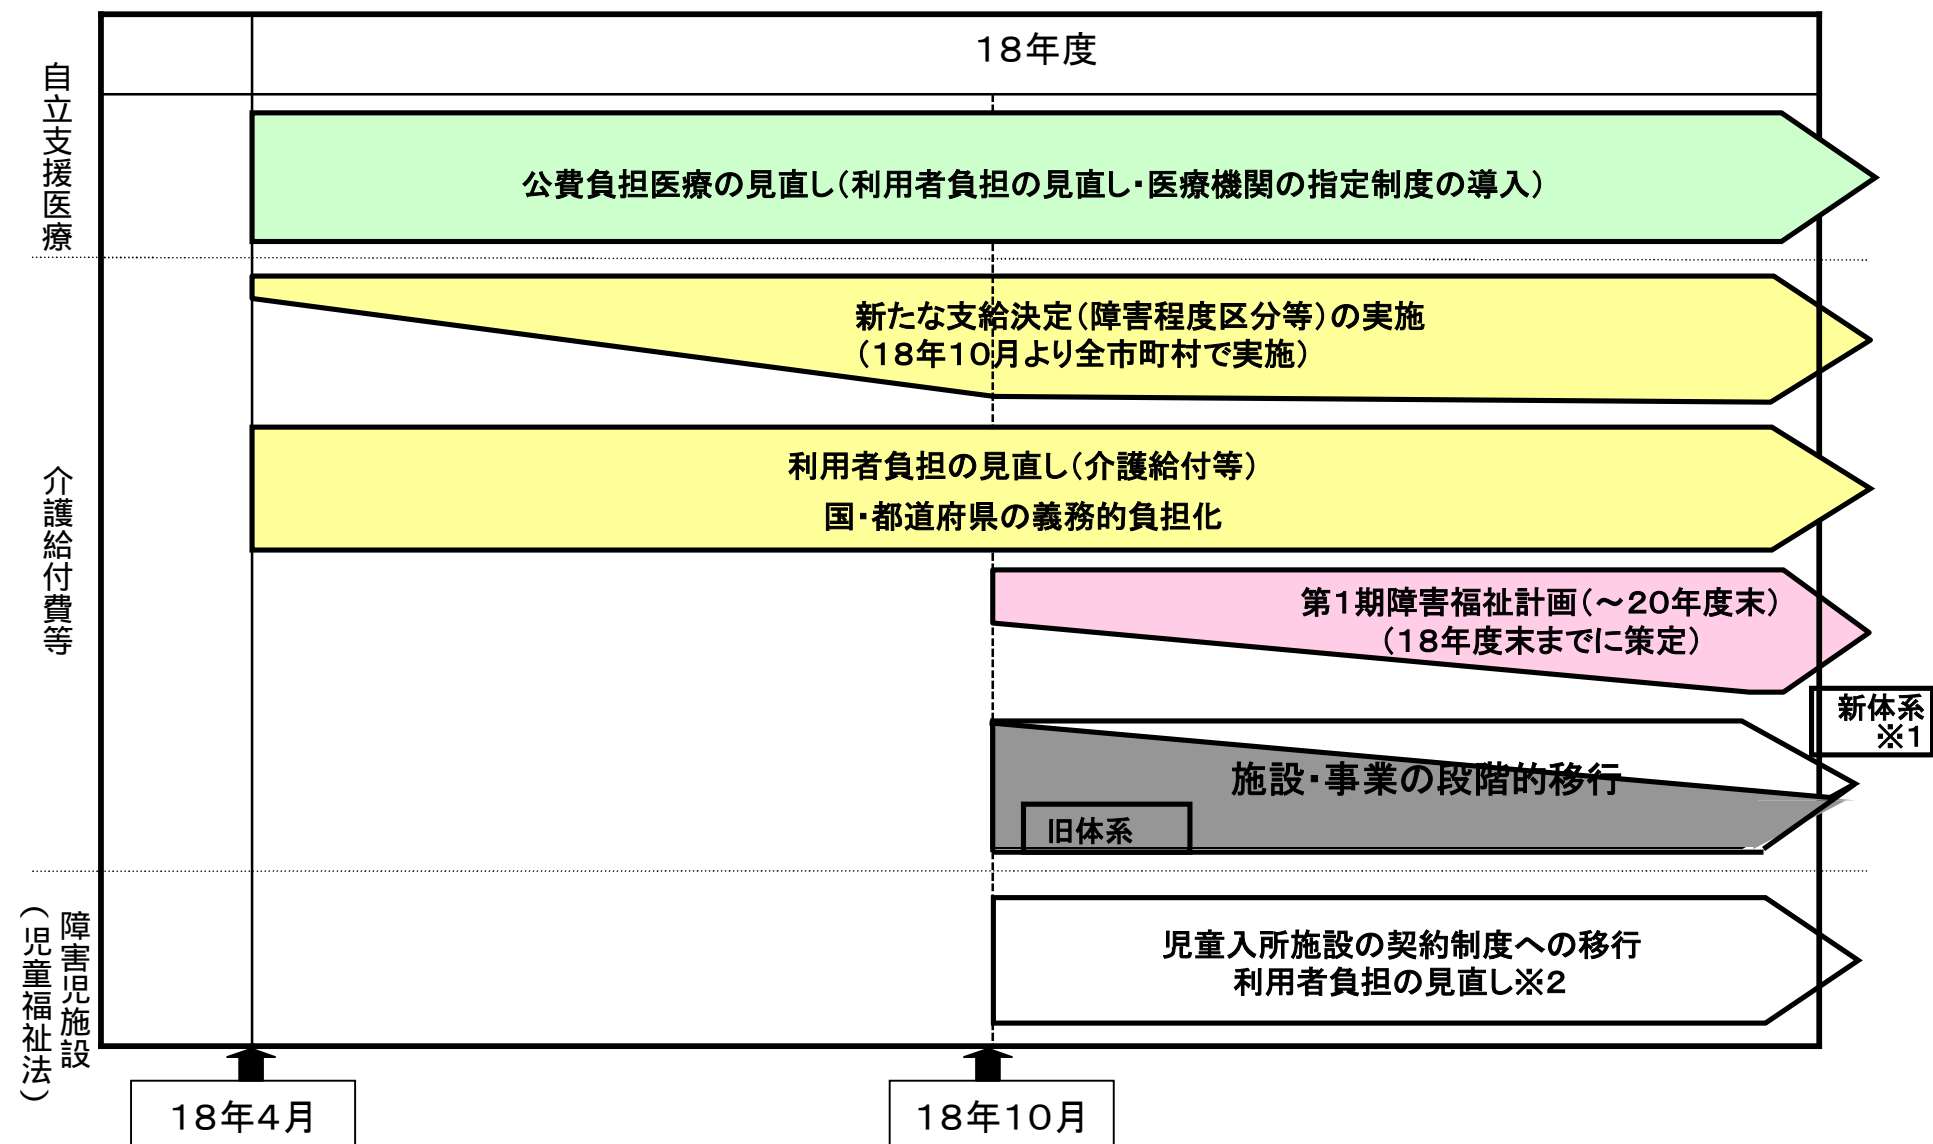 18年度
自立支援医療
公費負担医療の見直し（利用者負担の見直し・医療機関の指定制度の導入）
介護給付費等
新たな支給決定（障害程度区分等）の実施
（18年10月より全市町村で実施）
利用者負担の見直し（介護給付等）
国・都道府県の義務的負担化
第1期障害福祉計画（～20年度末）
（18年度末までに策定）
新体系
※1
施設・事業の段階的移行
旧体系
障害児施設
（児童福祉法）
児童入所施設の契約制度への移行
利用者負担の見直し※2
18年4月
18年10月